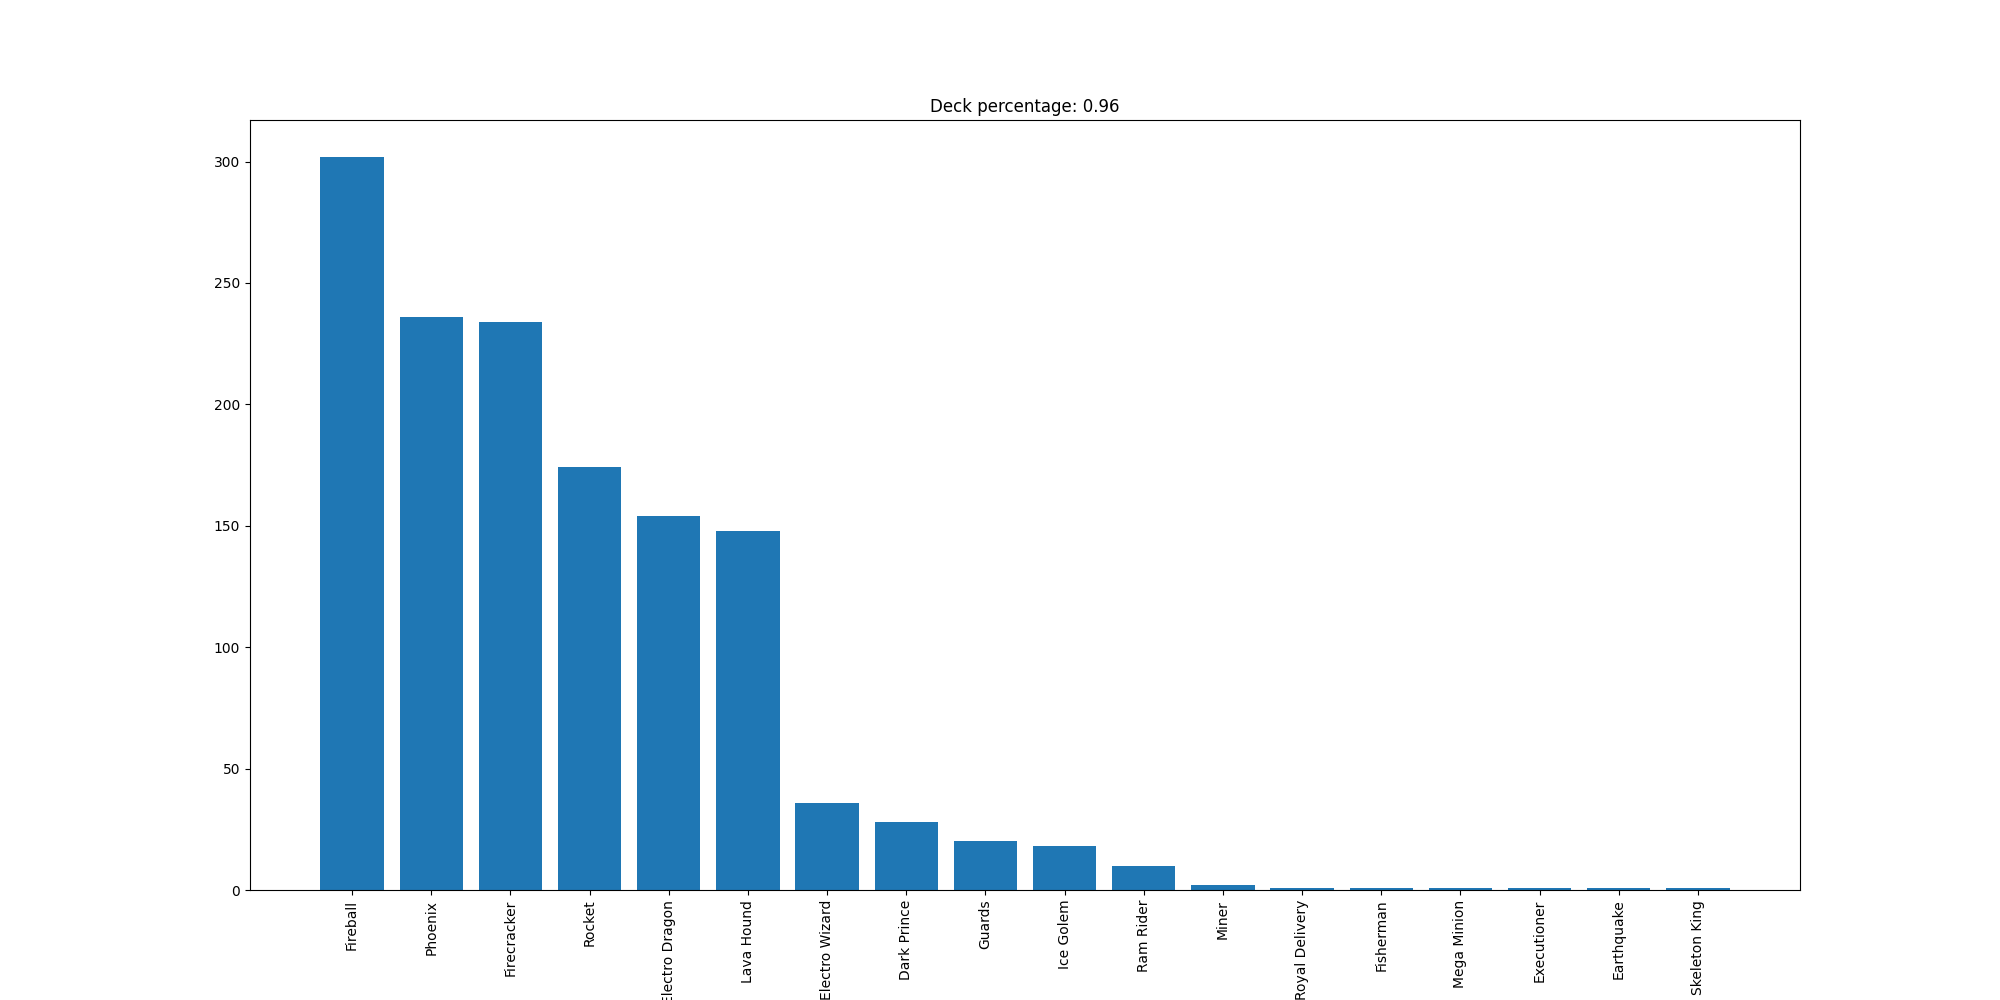 Deck percentage: 0.96
300
250
200
150
100
50
0
Fireball
Phoenix
Firecracker
Rocket
Electro Dragon
Lava Hound
Electro Wizard
Dark Prince
Guards
Ice Golem
Ram Rider
Miner
Royal Delivery
Fisherman
Mega Minion
Executioner
Earthquake
Skeleton King